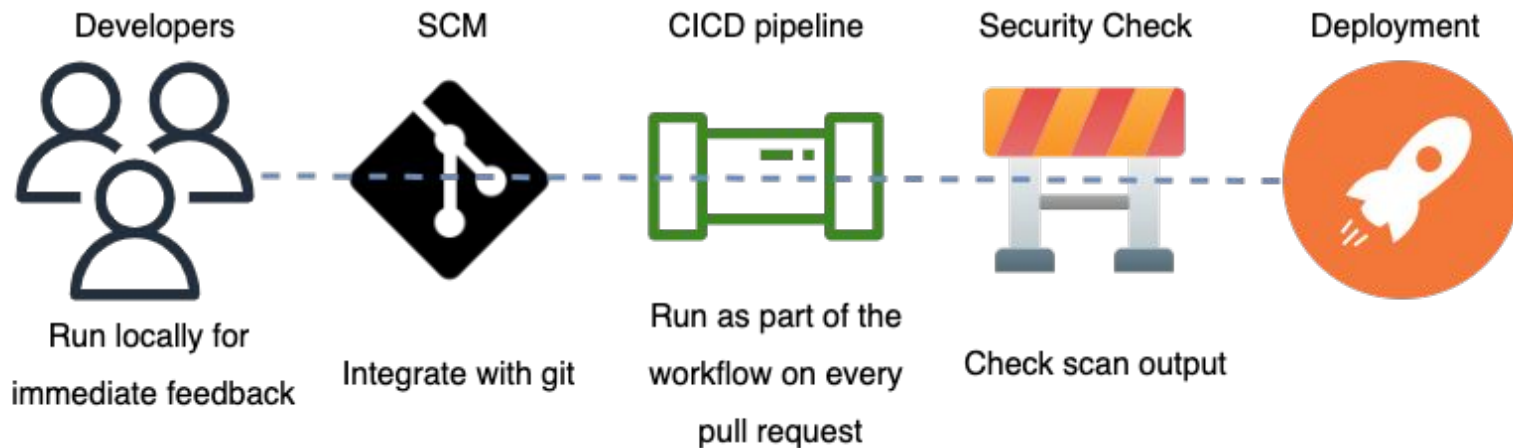 Developers
SCM
CICD pipeline
Security Check
Deployment
Run locally for
immediate feedback
Integrate with git
Run as part of the
workflow on every
pull request
Check scan output